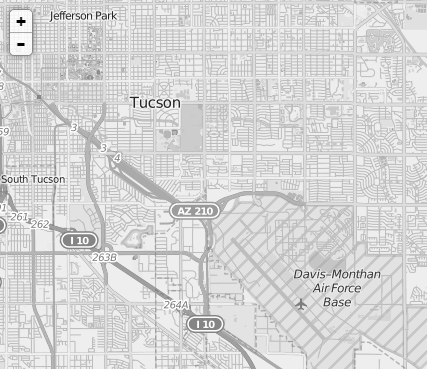 Jefferson Park
+
-
Tucson
3
3
4
South Tucson
AZ 210
261
262
I 10
263B
Davis-Monthan
Air Force
Base
264A
I 10